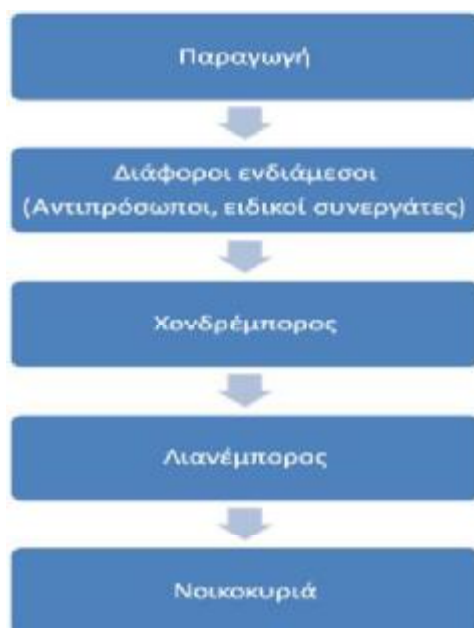 Παραγωγή
Διάφοροι ενδιάμεσοι
(Αντιπρόσωποι, ειδικοί συνεργάτες)
Χονδρέμπορος
Λιανέμπορος
Νοικοκυριά